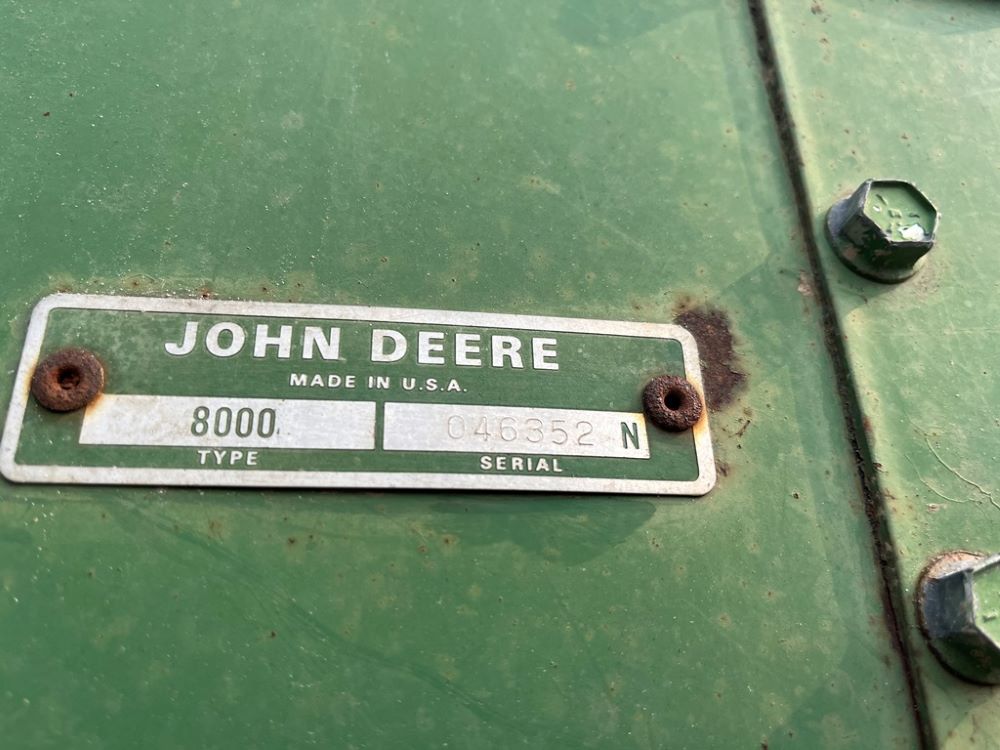 JOHN DEERE
MADE IN U.S.A.
8000 046352 N
TYPE SERIAL